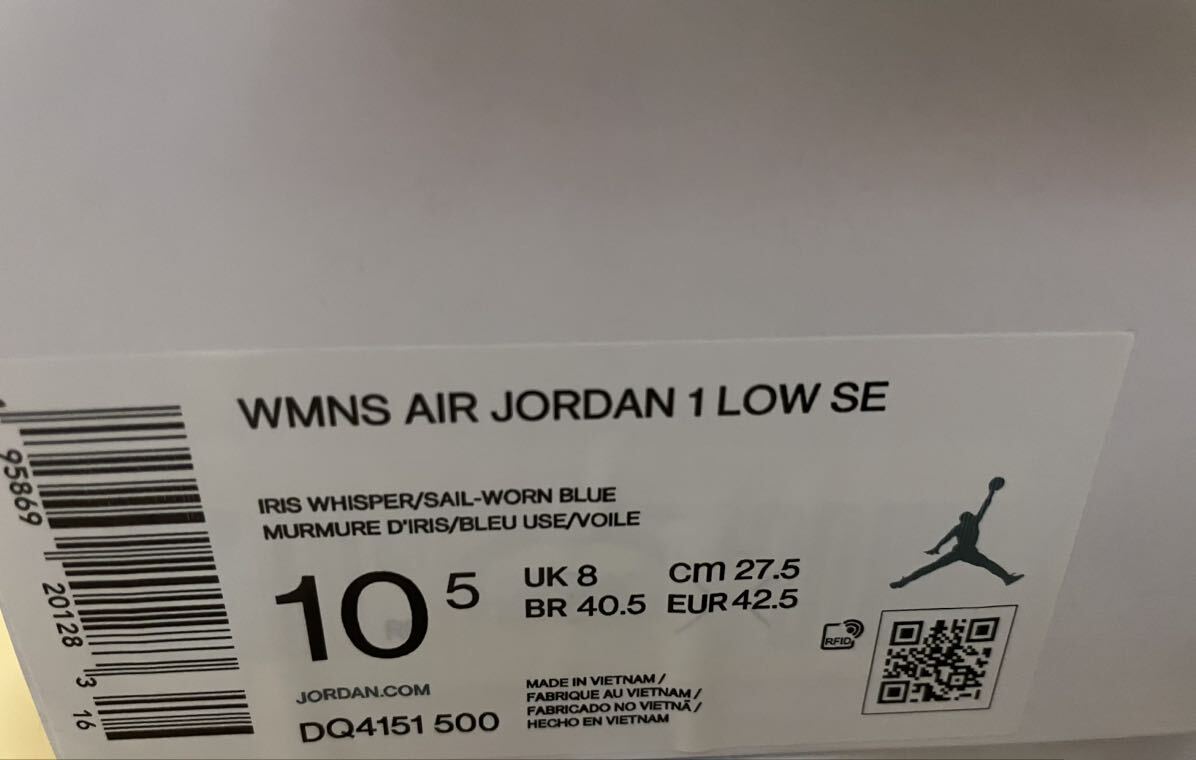 WMNS AIR JORDAN 1 LOW SE
IRIS WHISPER/SAIL-WORN BLUE
MURMURE D'IRIS/BLEU USE/VOILE
10 5
UK 8 cm 27.5
BR 40.5 EUR 42.5
RFID
JORDAN.COM
DQ4151 500
MADE IN VIETNAM /
FABRIQUE AU VIETNAM /
FABRICADO NO VIETNÃ /
HECHO EN VIETNAM
95869 20128 3 16